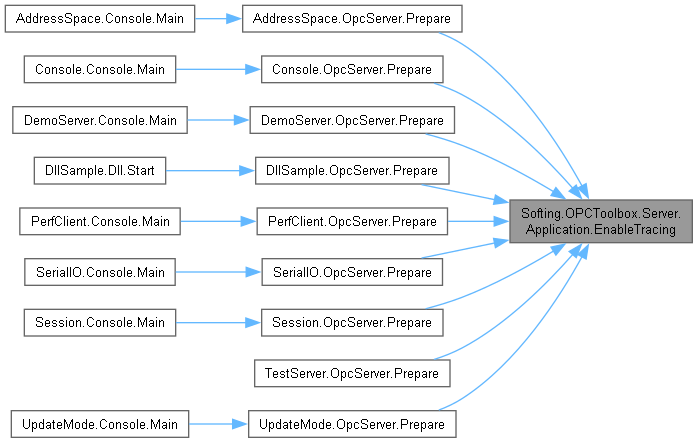 AddressSpace.Console.Main
AddressSpace.OpcServer.Prepare
Console.Console.Main
Console.OpcServer.Prepare
DemoServer.Console.Main
DemoServer.OpcServer.Prepare
DllSample.Dll.Start
DllSample.OpcServer.Prepare
Softing.OPCToolbox.Server.
Application.EnableTracing
PerfClient.Console.Main
PerfClient.OpcServer.Prepare
SerialIO.Console.Main
SerialIO.OpcServer.Prepare
Session.Console.Main
Session.OpcServer.Prepare
TestServer.OpcServer.Prepare
UpdateMode.Console.Main
UpdateMode.OpcServer.Prepare